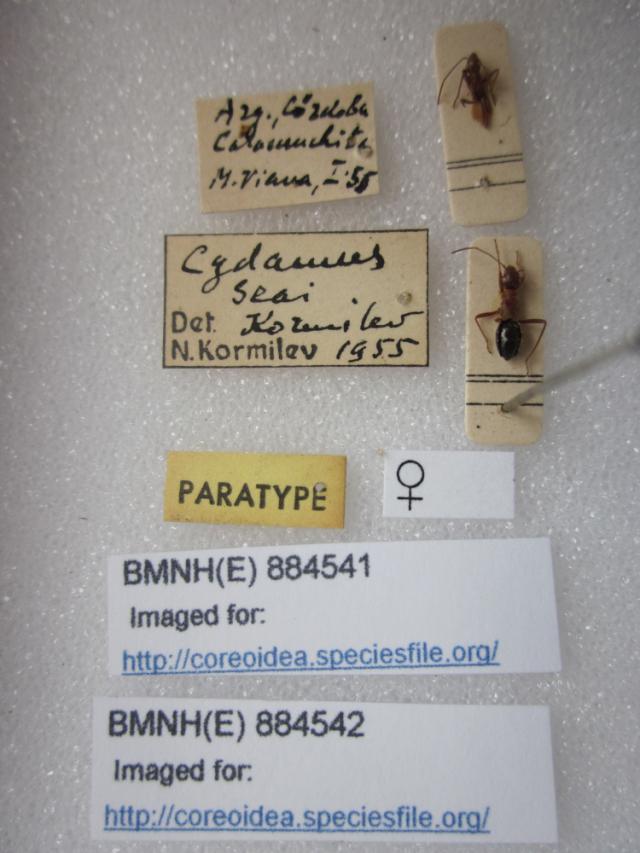 Arg., Córdoba
Calamuchita
M. Viana, I-55
Cydamus
seai
Det. Kormilev
N. Kormilev 1955
PARATYPE
♀
BMNH(E) 884541
Imaged for:
http://coreoidea.speciesfile.org/
BMNH(E) 884542
Imaged for:
http://coreoidea.speciesfile.org/